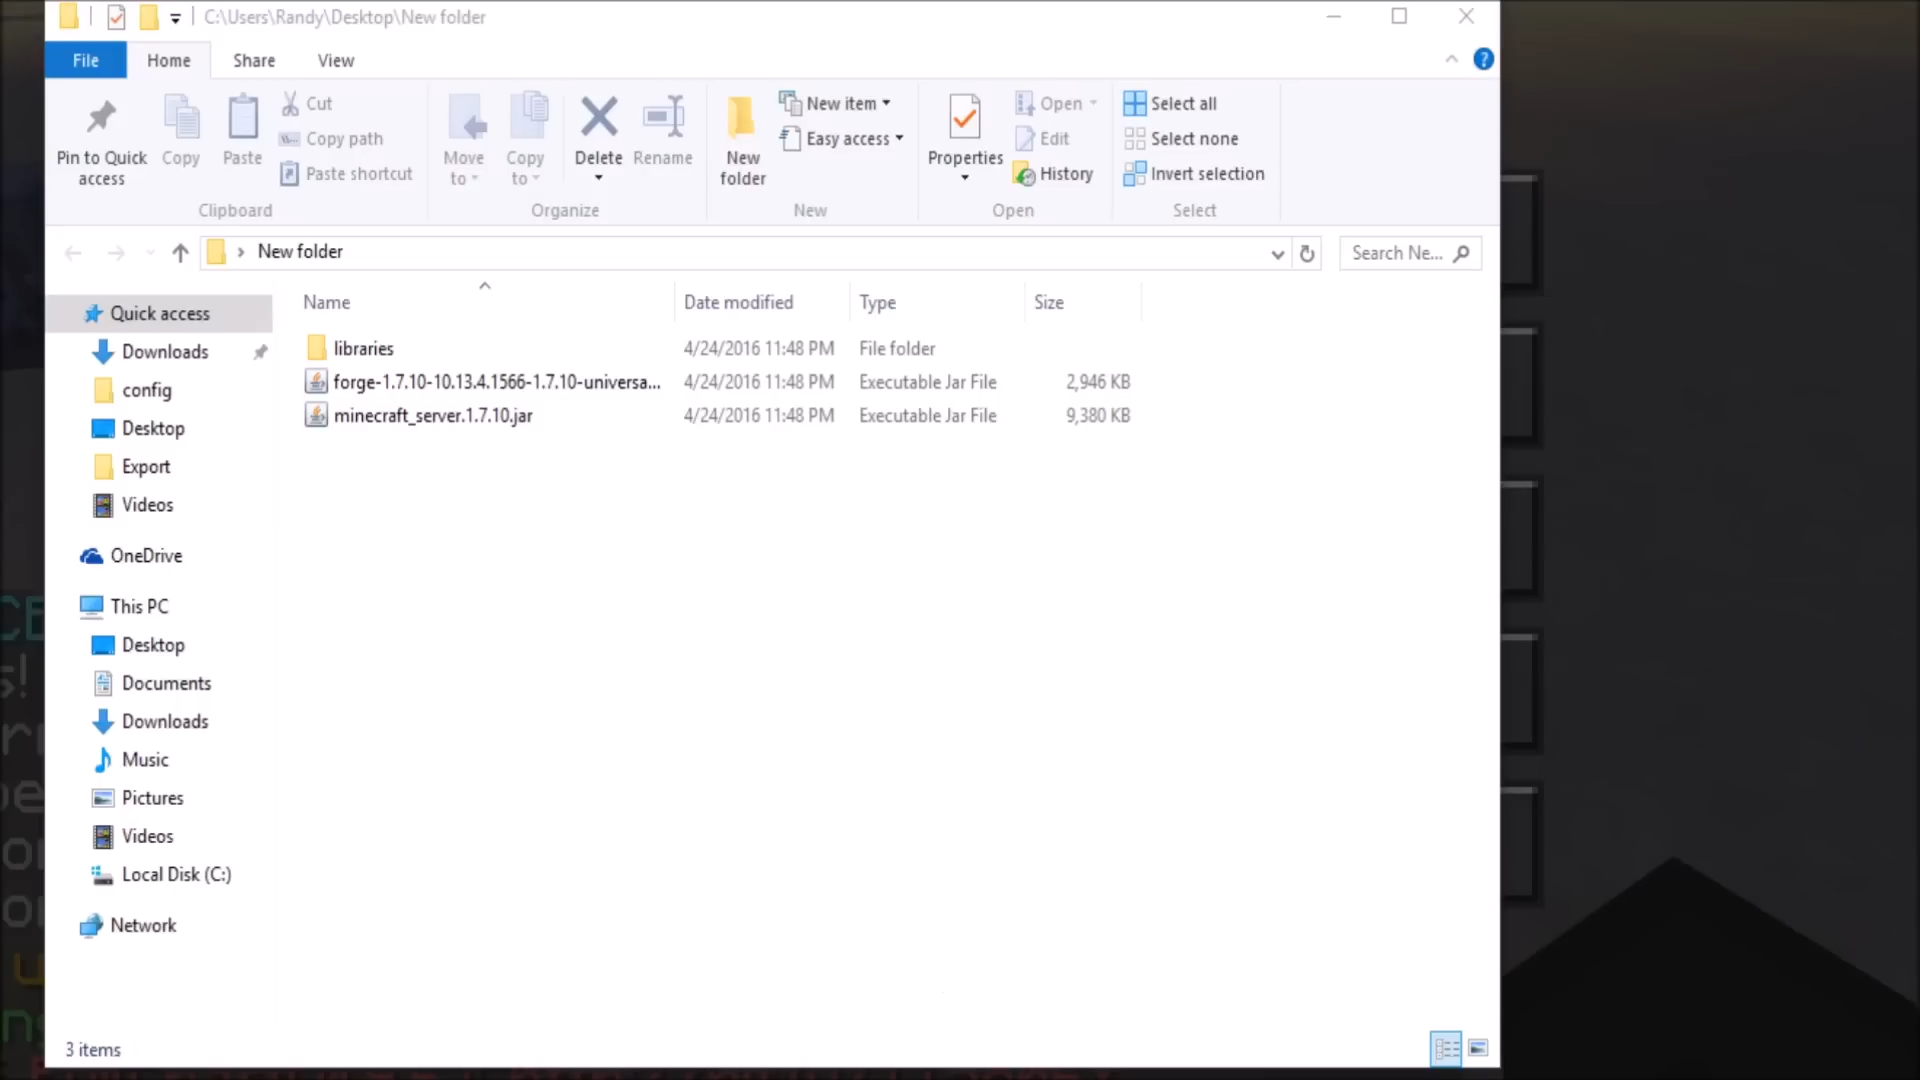 C:\Users\Randy\Desktop\New folder
File Home Share View
Pin to Quick access
Copy
Paste
Cut
Copy path
Paste shortcut
Clipboard
Move to
Copy to
Delete
Rename
Organize
New folder
New item
Easy access
New
Properties
Open
Edit
History
Open
Select all
Select none
Invert selection
Select
New folder
Search Ne...
Name Date modified Type Size
libraries 4/24/2016 11:48 PM File folder
forge-1.7.10-10.13.4.1566-1.7.10-universa... 4/24/2016 11:48 PM Executable Jar File 2,946 KB
minecraft_server.1.7.10.jar 4/24/2016 11:48 PM Executable Jar File 9,380 KB
Quick access
Downloads
config
Desktop
Export
Videos
OneDrive
This PC
Desktop
Documents
Downloads
Music
Pictures
Videos
Local Disk (C:)
Network
3 items